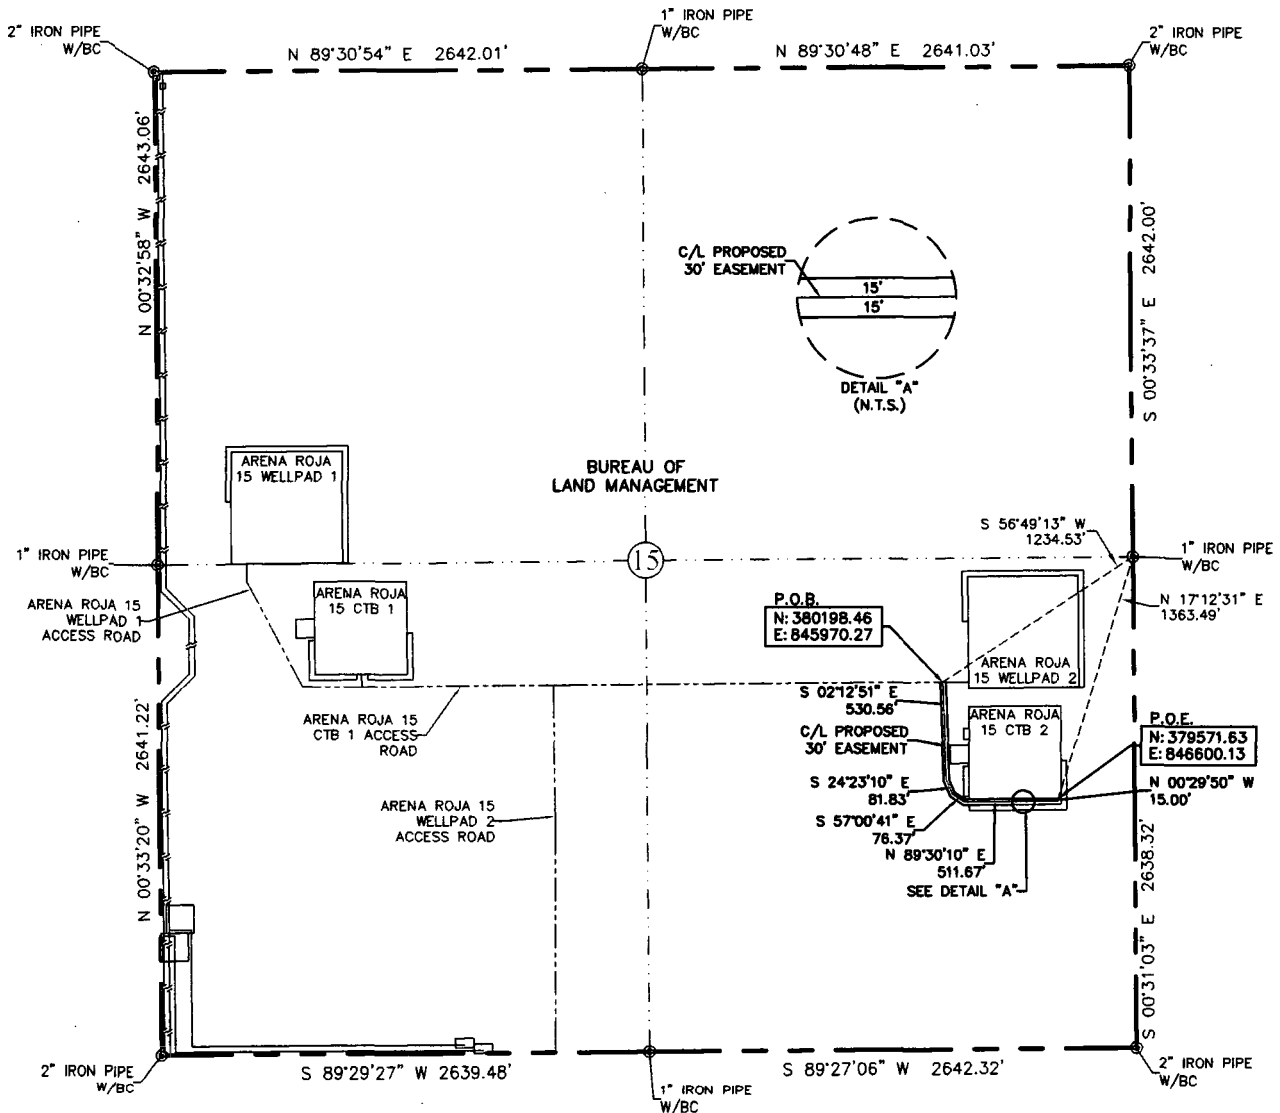 2" IRON PIPE
W/BC
N 89°30'54" E 2642.01'
1" IRON PIPE
W/BC
N 89°30'48" E 2641.03'
2" IRON PIPE
W/BC
N 00°32'58" W 2643.06'
S 00°33'37" E 2642.00'
C/L PROPOSED
30' EASEMENT
15'
15'
DETAIL "A"
(N.T.S.)
ARENA ROJA
15 WELLPAD 1
BUREAU OF
LAND MANAGEMENT
S 56°49'13" W
1234.53'
1" IRON PIPE
W/BC
15
1" IRON PIPE
W/BC
ARENA ROJA 15
WELLPAD 1
ACCESS ROAD
ARENA ROJA
15 CTB 1
N 17°12'31" E
1363.49'
P.O.B.
N: 380198.46
E: 845970.27
ARENA ROJA
15 WELLPAD 2
S 02°12'51" E
530.56'
ARENA ROJA 15
CTB 1 ACCESS
ROAD
C/L PROPOSED
30' EASEMENT
ARENA ROJA
15 CTB 2
P.O.E.
N: 379571.63
E: 846600.13
N 00°33'20" W 2641.22'
S 24°23'10" E
81.83'
N 00°29'50" W
15.00'
ARENA ROJA 15
WELLPAD 2
ACCESS ROAD
S 57°00'41" E
76.37'
N 89°30'10" E
511.67'
SEE DETAIL "A"
S 00°31'03" E 2638.32'
2" IRON PIPE
W/BC
S 89°29'27" W 2639.48'
1" IRON PIPE
W/BC
S 89°27'06" W 2642.32'
2" IRON PIPE
W/BC